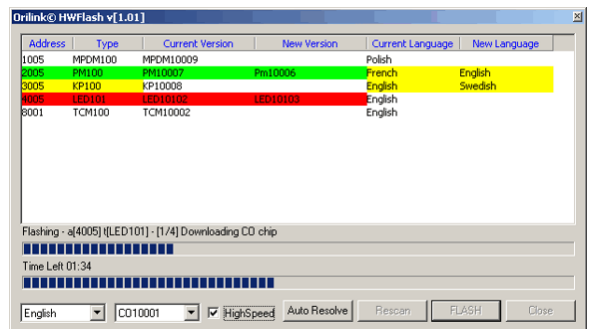 Orilink© HWFlash v[1.01]
Address Type Current Version New Version Current Language New Language
1005 MPDM100 MPDM10009 Polish
2005 PM100 PM10007 Pm10006 French English
3005 KP100 KP10008 English Swedish
4005 LED101 LED10102 LED10103 English
8001 TCM100 TCM10002 English
Flashing - a[4005] t[LED101] - [1/4] Downloading CO chip
Time Left 01:34
English CO10001 HighSpeed Auto Resolve Rescan FLASH Close